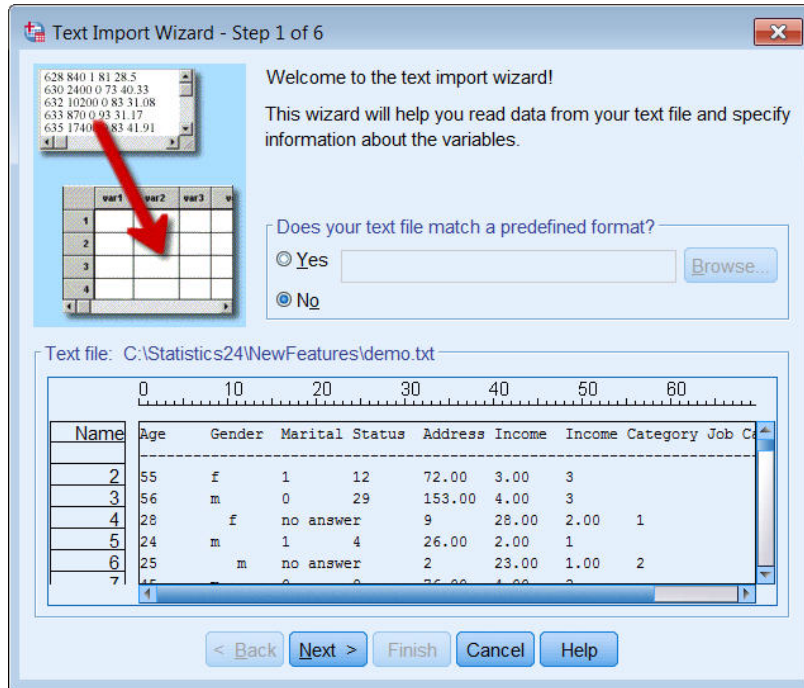 Text Import Wizard - Step 1 of 6
628 840 1 81 28.5
630 2400 0 73 40.33
632 10200 0 83 31.08
633 870 0 93 31.17
635 1740 83 41.91
var1 var2 var3
1
2
3
4
Welcome to the text import wizard!
This wizard will help you read data from your text file and specify
information about the variables.
Does your text file match a predefined format?
Yes
Browse...
No
Text file: C:\Statistics24\NewFeatures\demo.txt
0 10 20 30 40 50 60
Name Age Gender Marital Status Address Income Income Category Job Ca
2 55 f 1 12 72.00 3.00 3
3 56 m 0 29 153.00 4.00 3
4 28 f no answer 9 28.00 2.00 1
5 24 m 1 4 26.00 2.00 1
6 25 m no answer 2 23.00 1.00 2
7
< Back Next > Finish Cancel Help